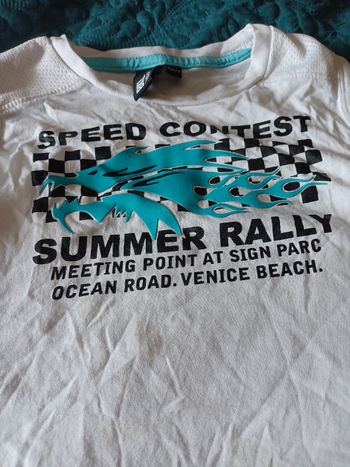 SPEED CONTEST
SUMMER RALLY
MEETING POINT AT SIGN PARC
OCEAN ROAD.VENICE BEACH.